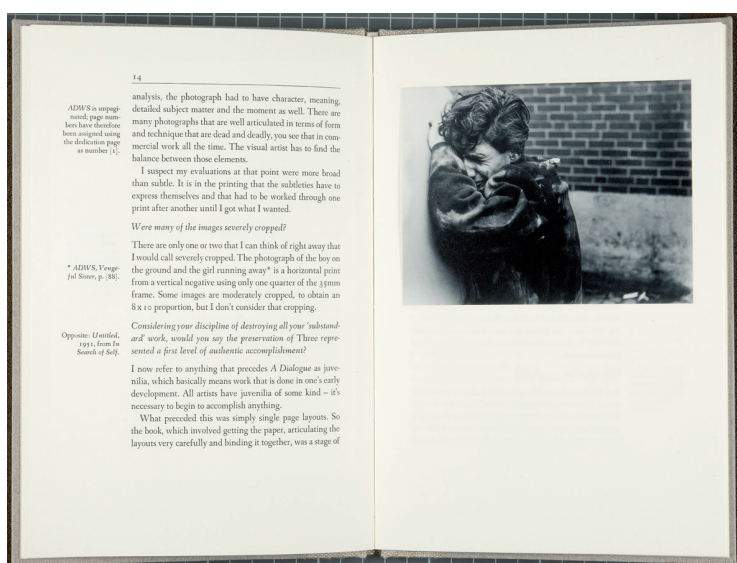 14
analysis, the photograph had to have character, meaning,
detailed subject matter and the moment as well. There are
many photographs that are well articulated in terms of form
and technique that are dead and deadly, you see that in com-
mercial work all the time. The visual artist has to find the
balance between those elements.
I suspect my evaluations at that point were more broad
than subtle. It is in the printing that the subtleties have to
express themselves and that had to be worked through one
print after another until I got what I wanted.
Were many of the images severely cropped?
There are only one or two that I can think of right away that
I would call severely cropped. The photograph of the boy on
the ground and the girl running away* is a horizontal print
from a vertical negative using only one quarter of the 35mm
frame. Some images are moderately cropped, to obtain an
8 x 10 proportion, but I don't consider that cropping.
Considering your discipline of destroying all your 'substand-
ard' work, would you say the preservation of Three repre-
sented a first level of authentic accomplishment?
I now refer to anything that precedes A Dialogue as juve-
nilia, which basically means work that is done in one's early
development. All artists have juvenilia of some kind – it's
necessary to begin to accomplish anything.
What preceded this was simply single page layouts. So
the book, which involved getting the paper, articulating the
layouts very carefully and binding it together, was a stage of
ADWS is unpagi-
nated; page num-
bers have therefore
been assigned using
the dedication page
as number [1].
* ADWS, Venge-
ful Sister, p. [88].
Opposite: Untitled,
1951, from In
Search of Self.